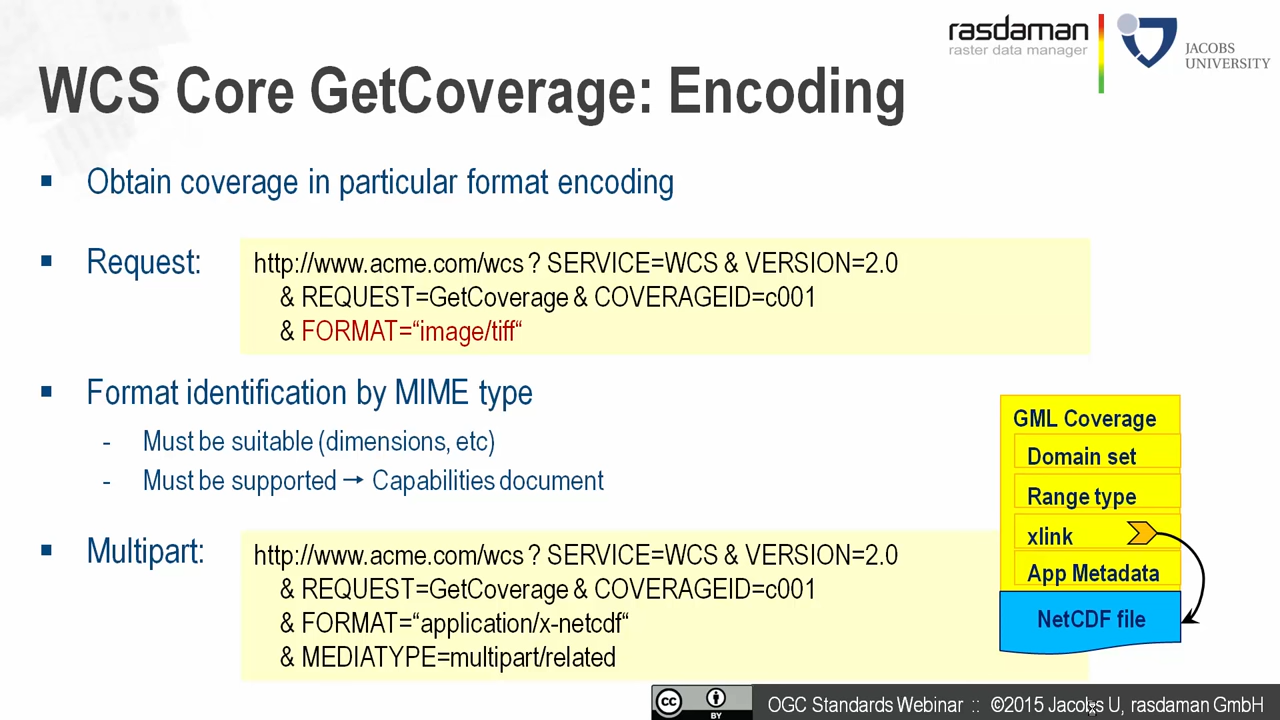 rasdaman
raster data manager
JACOBS
UNIVERSITY
WCS Core GetCoverage: Encoding
▪ Obtain coverage in particular format encoding
▪ Request:
http://www.acme.com/wcs ? SERVICE=WCS & VERSION=2.0
& REQUEST=GetCoverage & COVERAGEID=c001
& FORMAT=“image/tiff“
▪ Format identification by MIME type
- Must be suitable (dimensions, etc)
- Must be supported → Capabilities document
▪ Multipart:
http://www.acme.com/wcs ? SERVICE=WCS & VERSION=2.0
& REQUEST=GetCoverage & COVERAGEID=c001
& FORMAT=“application/x-netcdf“
& MEDIATYPE=multipart/related
GML Coverage
Domain set
Range type
xlink
App Metadata
NetCDF file
cc
BY
OGC Standards Webinar :: ©2015 Jacobs U, rasdaman GmbH